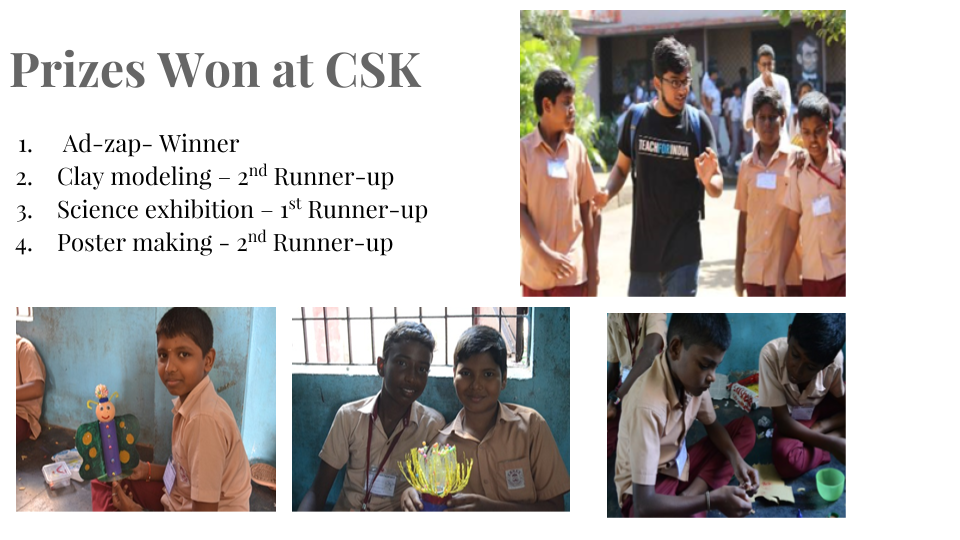 Prizes Won at CSK
1. Ad-zap- Winner
2. Clay modeling – 2nd Runner-up
3. Science exhibition – 1st Runner-up
4. Poster making - 2nd Runner-up
TEACHFORINDIA